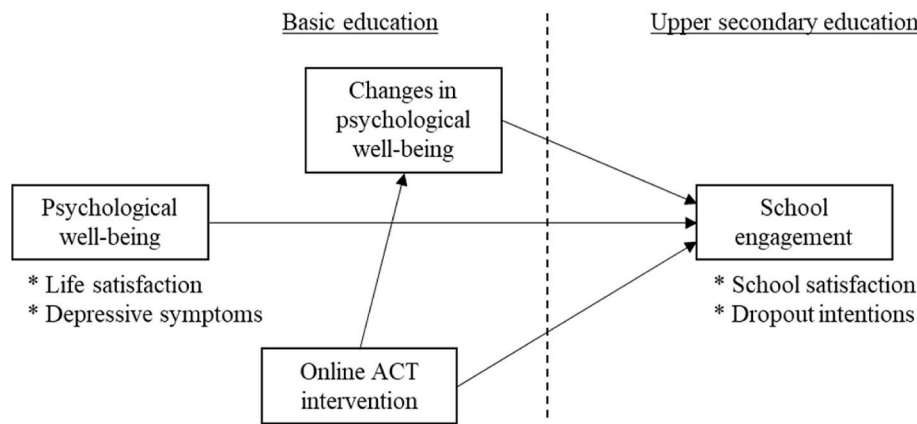 Basic education
Upper secondary education
Changes in
psychological
well-being
Psychological
well-being
* Life satisfaction
* Depressive symptoms
School
engagement
* School satisfaction
* Dropout intentions
Online ACT
intervention